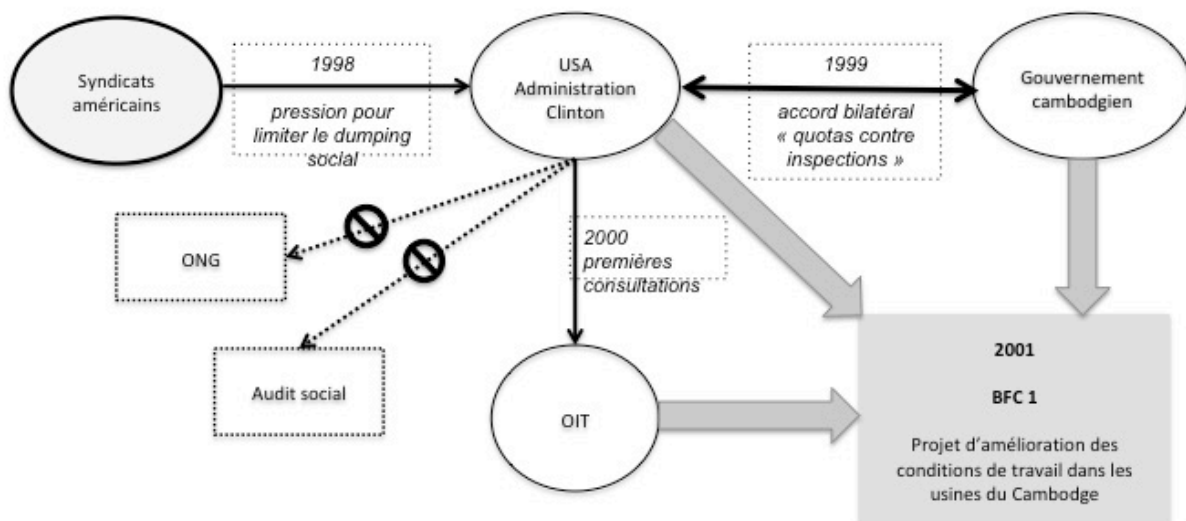 Syndicats
américains
1998
pression pour
limiter le dumping
social
USA
Administration
Clinton
1999
accord bilatéral
« quotas contre
inspections »
Gouvernement
cambodgien
ONG
Audit social
2000
premières
consultations
OIT
2001
BFC 1
Projet d'amélioration des
conditions de travail dans les
usines du Cambodge